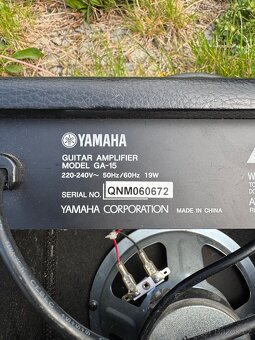 YAMAHA
GUITAR AMPLIFIER
MODEL GA-15
220-240V~ 50Hz/60Hz 19W
SERIAL NO. QNM060672
YAMAHA CORPORATION MADE IN CHINA